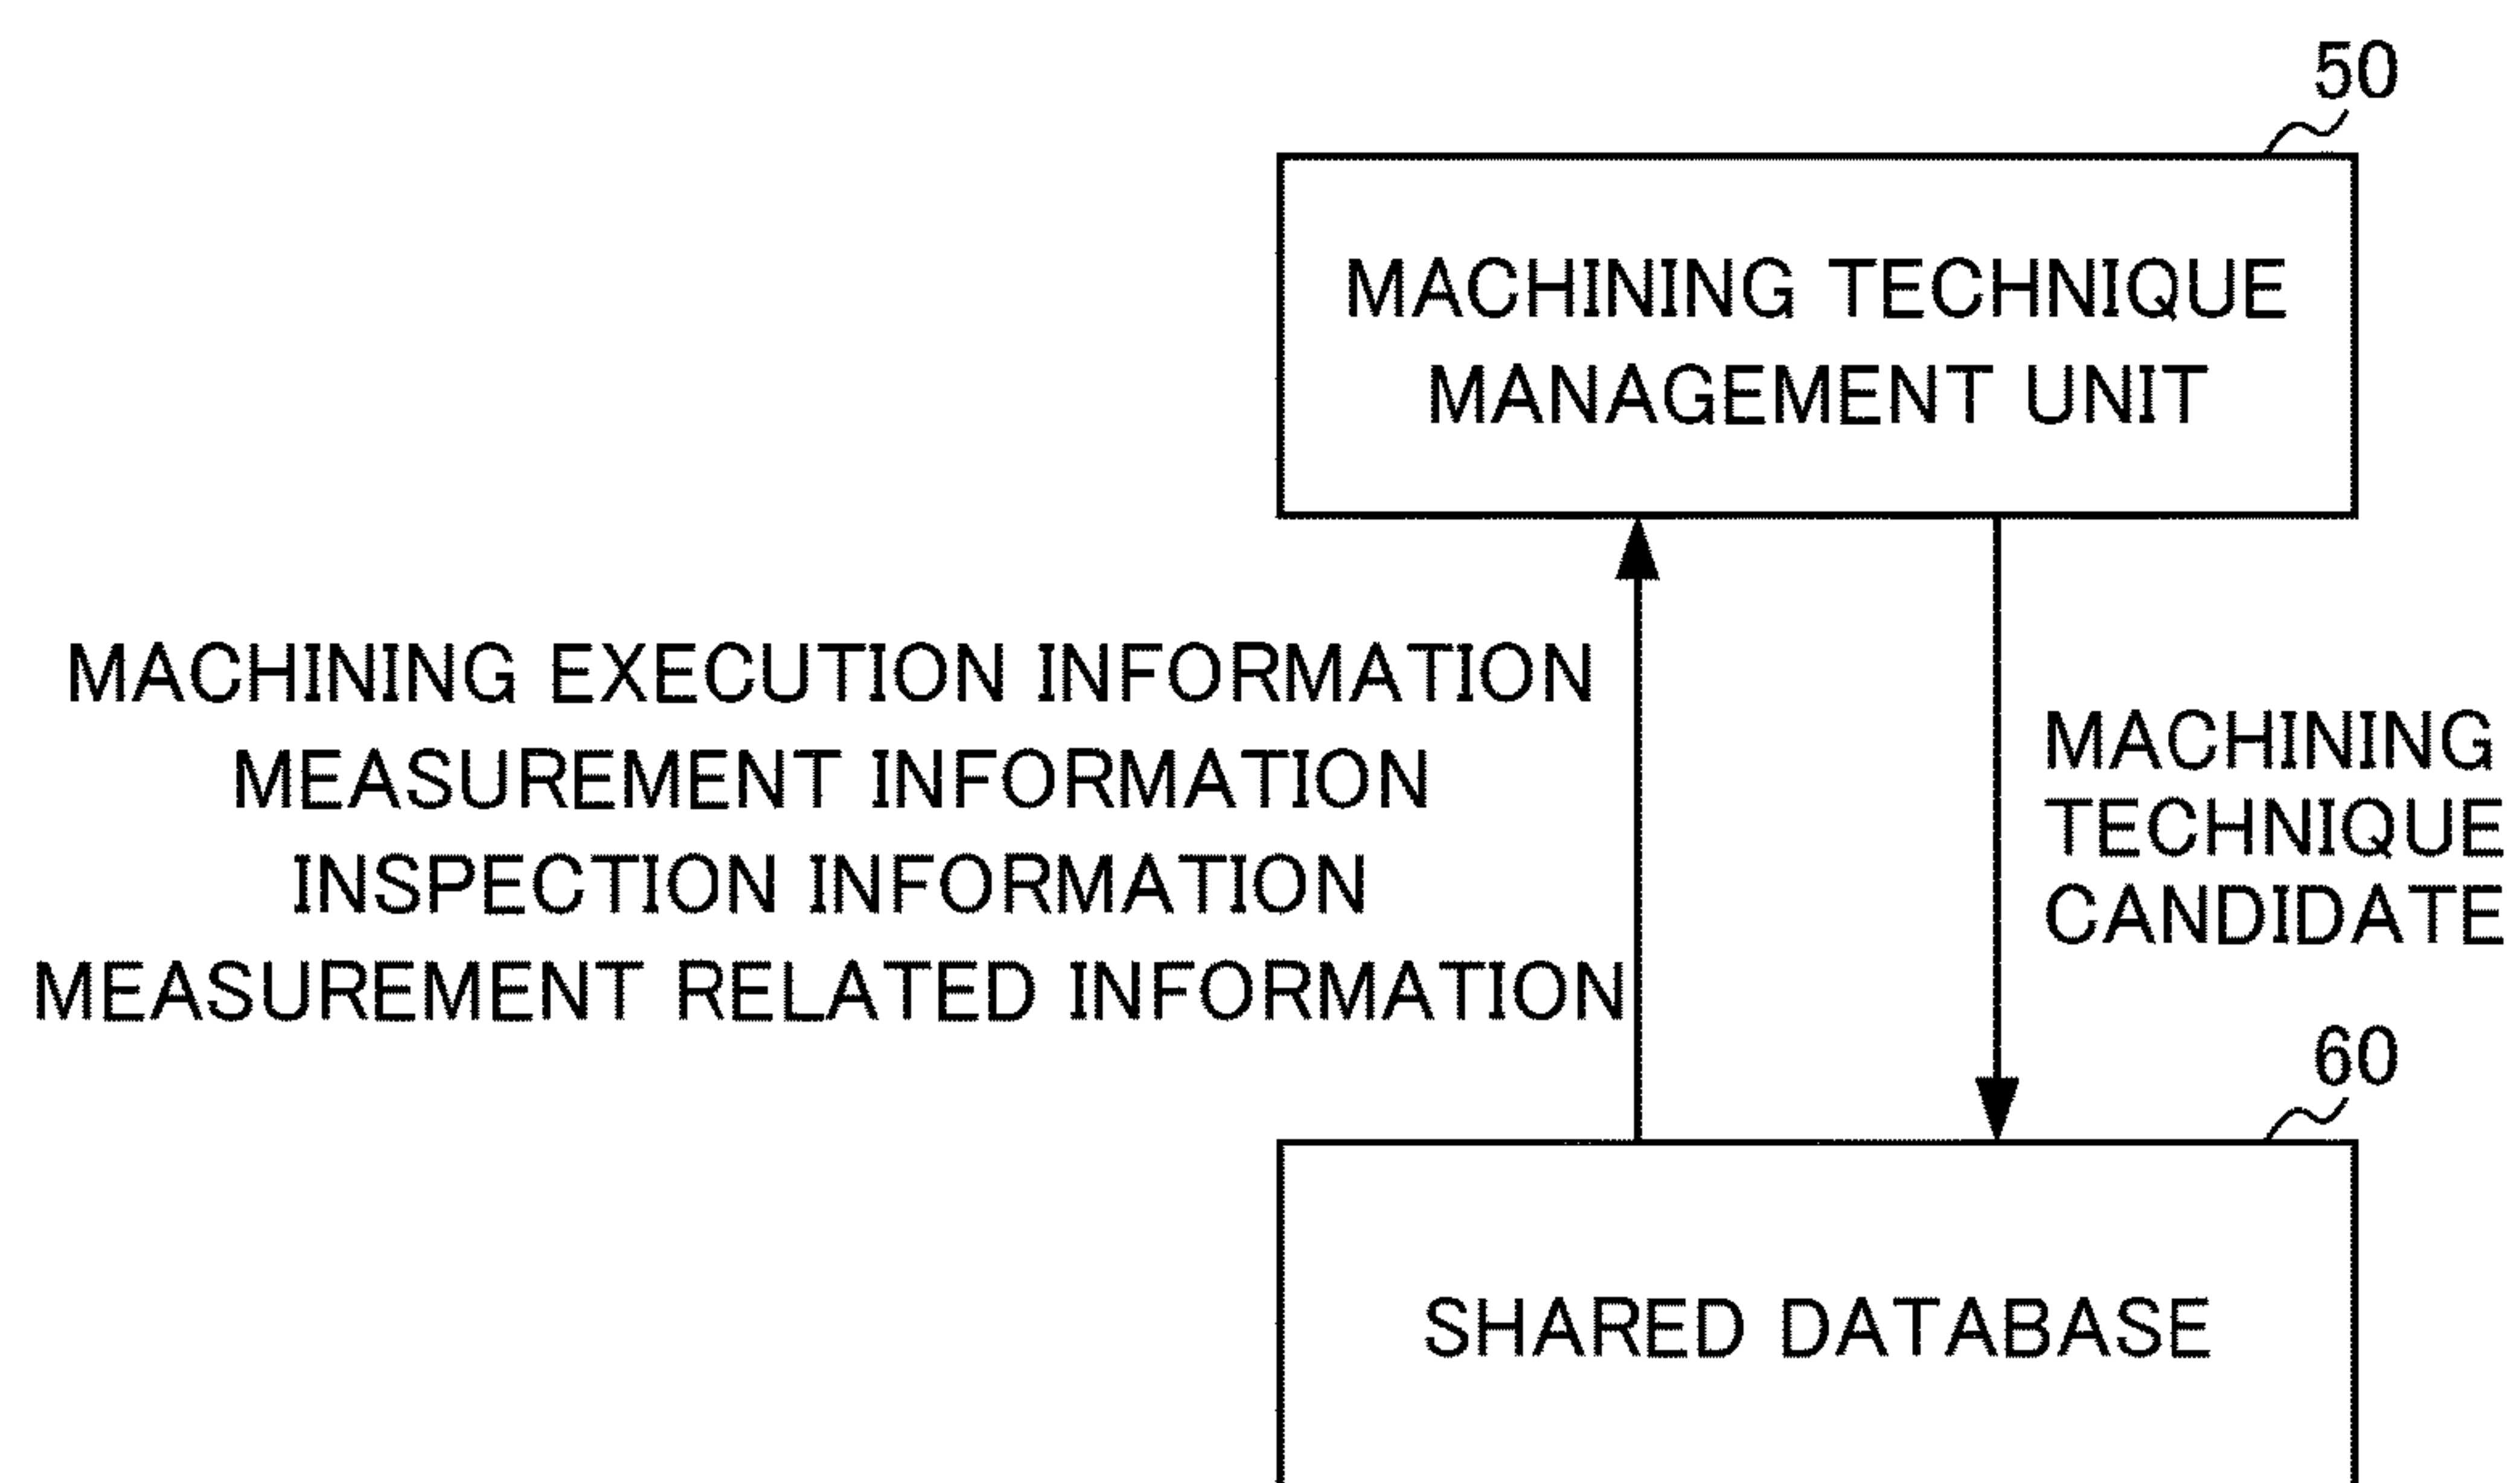 50
MACHINING TECHNIQUE
MANAGEMENT UNIT
MACHINING EXECUTION INFORMATION
MEASUREMENT INFORMATION
INSPECTION INFORMATION
MEASUREMENT RELATED INFORMATION
MACHINING
TECHNIQUE
CANDIDATE
60
SHARED DATABASE